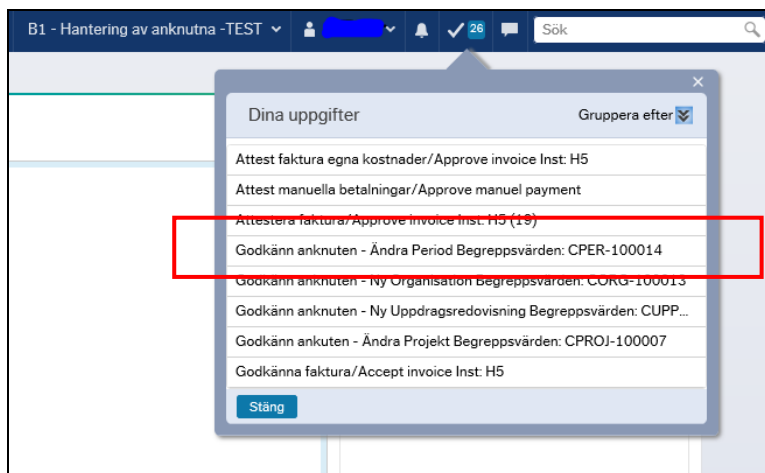 B1 - Hantering av anknutna -TEST
26
Sök
Dina uppgifter
Gruppera efter
Attest faktura egna kostnader/Approve invoice Inst: H5
Attest manuella betalningar/Approve manuel payment
Attestera faktura/Approve invoice Inst: H5 (19)
Godkänn anknuten - Ändra Period Begreppsvärden: CPER-100014
Godkänn anknuten - Ny Organisation Begreppsvärden: CORG-100013
Godkänn anknuten - Ny Uppdragsredovisning Begreppsvärden: CUPP...
Godkänn ankuten - Ändra Projekt Begreppsvärden: CPROJ-100007
Godkänna faktura/Accept invoice Inst: H5
Stäng